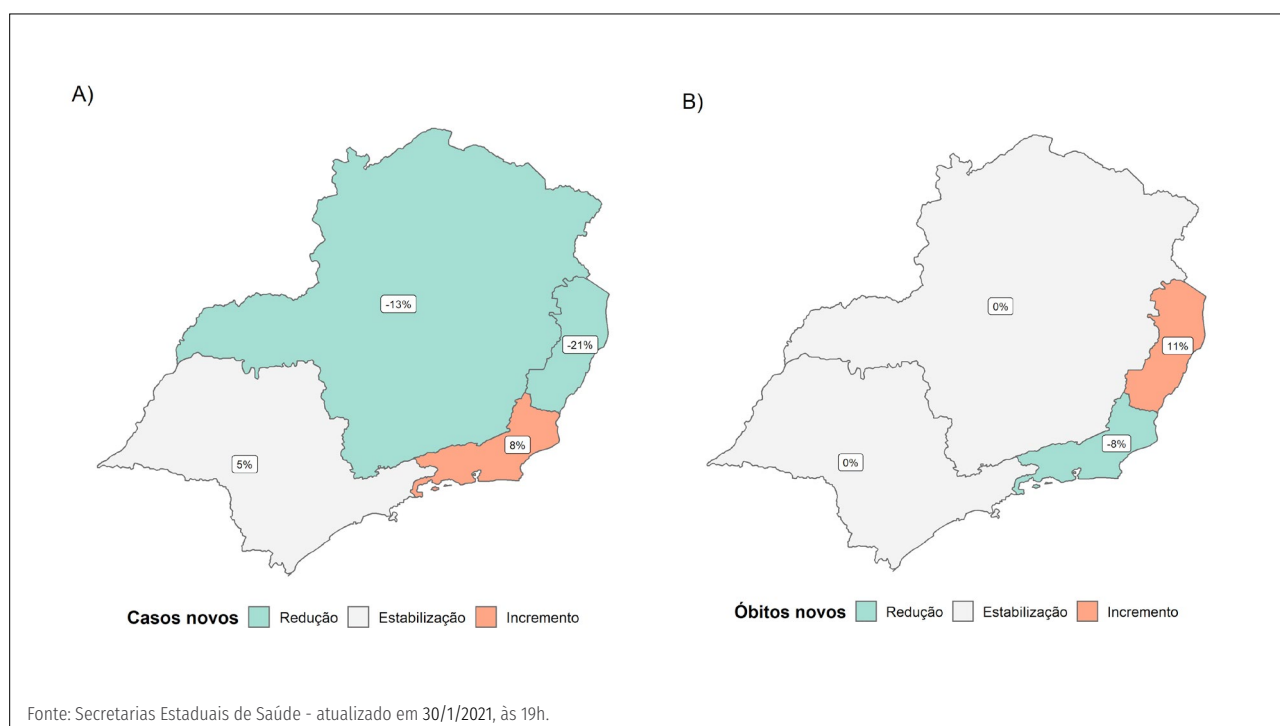 A)
-13%
-21%
8%
5%
Casos novos Redução Estabilização Incremento
B)
0%
11%
-8%
0%
Óbitos novos Redução Estabilização Incremento
Fonte: Secretarias Estaduais de Saúde - atualizado em 30/1/2021, às 19h.